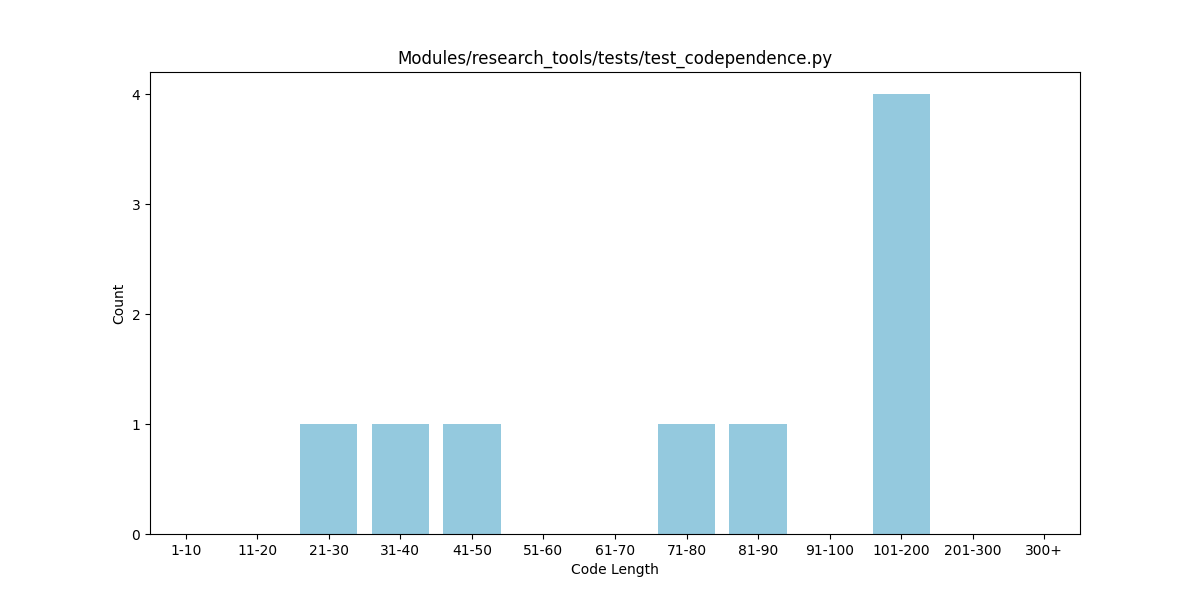 Modules/research_tools/tests/test_codependence.py
4
3
2
1
0
Count
1-10 11-20 21-30 31-40 41-50 51-60 61-70 71-80 81-90 91-100 101-200 201-300 300+
Code Length